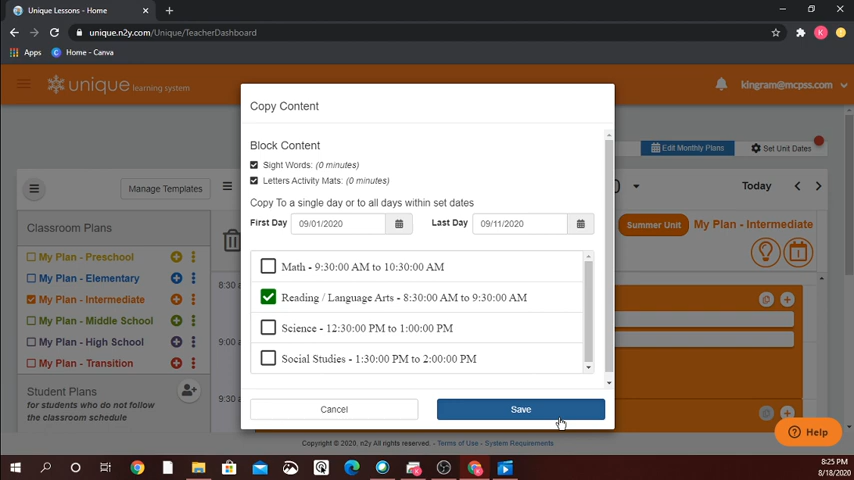 Unique Lessons - Home
unique.n2y.com/Unique/TeacherDashboard
K
Apps
Home - Canva
unique learning system
kingram@mcpss.com
Copy Content
Edit Monthly Plans
Set Unit Dates
Manage Templates
Today
Block Content
Sight Words: (0 minutes)
Letters Activity Mats: (0 minutes)
Copy To a single day or to all days within set dates
First Day 09/01/2020
Last Day 09/11/2020
Summer Unit
My Plan - Intermediate
Classroom Plans
My Plan - Preschool
My Plan - Elementary
My Plan - Intermediate
My Plan - Middle School
My Plan - High School
My Plan - Transition
Student Plans
for students who do not follow
the classroom schedule
8:30 a
9:00 a
9:30 a
Math - 9:30:00 AM to 10:30:00 AM
Reading / Language Arts - 8:30:00 AM to 9:30:00 AM
Science - 12:30:00 PM to 1:00:00 PM
Social Studies - 1:30:00 PM to 2:00:00 PM
Cancel
Save
Help
Copyright © 2020, n2y All rights reserved. - Terms of Use - System Requirements
8:25 PM
8/18/2020